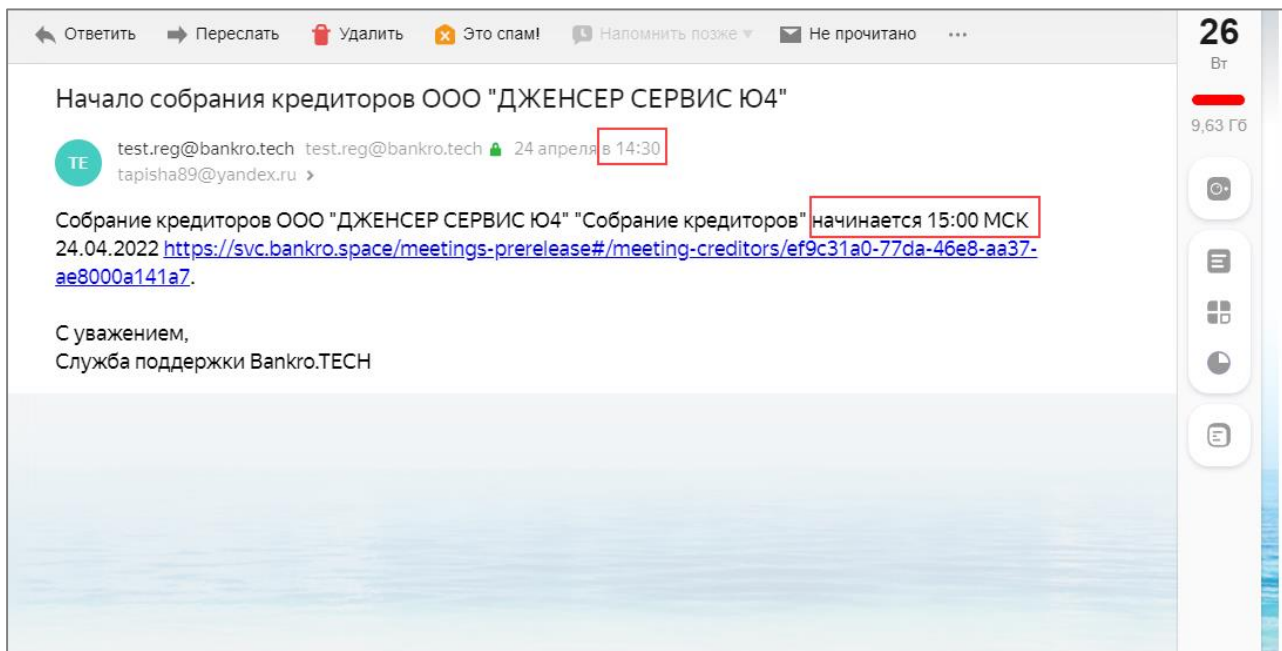 Ответить Переслать Удалить Это спам! Напомнить позже Не прочитано ...
26
Вт
9,63 Гб
Начало собрания кредиторов ООО "ДЖЕНСЕР СЕРВИС Ю4"
TE
test.reg@bankro.tech test.reg@bankro.tech 24 апреля в 14:30
tapisha89@yandex.ru >
Собрание кредиторов ООО "ДЖЕНСЕР СЕРВИС Ю4" "Собрание кредиторов" начинается 15:00 МСК
24.04.2022 https://svc.bankro.space/meetings-prerelease#/meeting-creditors/ef9c31a0-77da-46e8-aa37-
ae8000a141a7.
С уважением,
Служба поддержки Bankro.TECH